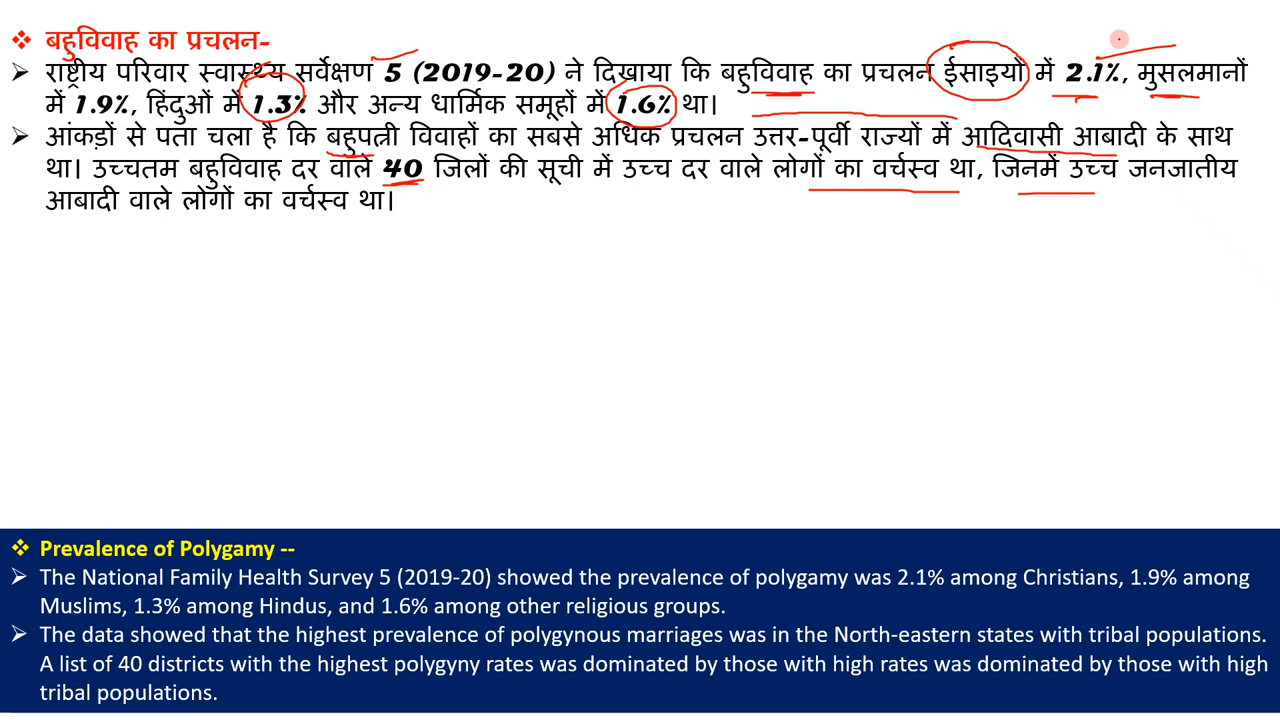 ❖ बहुविवाह का प्रचलन-
➢ राष्ट्रीय परिवार स्वास्थ्य सर्वेक्षण 5 (2019-20) ने दिखाया कि बहुविवाह का प्रचलन ईसाइयों में 2.1%, मुसलमानों
में 1.9%, हिंदुओं में 1.3% और अन्य धार्मिक समूहों में 1.6% था।
➢ आंकड़ों से पता चला है कि बहुपत्नी विवाहों का सबसे अधिक प्रचलन उत्तर-पूर्वी राज्यों में आदिवासी आबादी के साथ
था। उच्चतम बहुविवाह दर वाले 40 जिलों की सूची में उच्च दर वाले लोगों का वर्चस्व था, जिनमें उच्च जनजातीय
आबादी वाले लोगों का वर्चस्व था।
❖ Prevalence of Polygamy --
➢ The National Family Health Survey 5 (2019-20) showed the prevalence of polygamy was 2.1% among Christians, 1.9% among
Muslims, 1.3% among Hindus, and 1.6% among other religious groups.
➢ The data showed that the highest prevalence of polygynous marriages was in the North-eastern states with tribal populations.
A list of 40 districts with the highest polygyny rates was dominated by those with high rates was dominated by those with high
tribal populations.